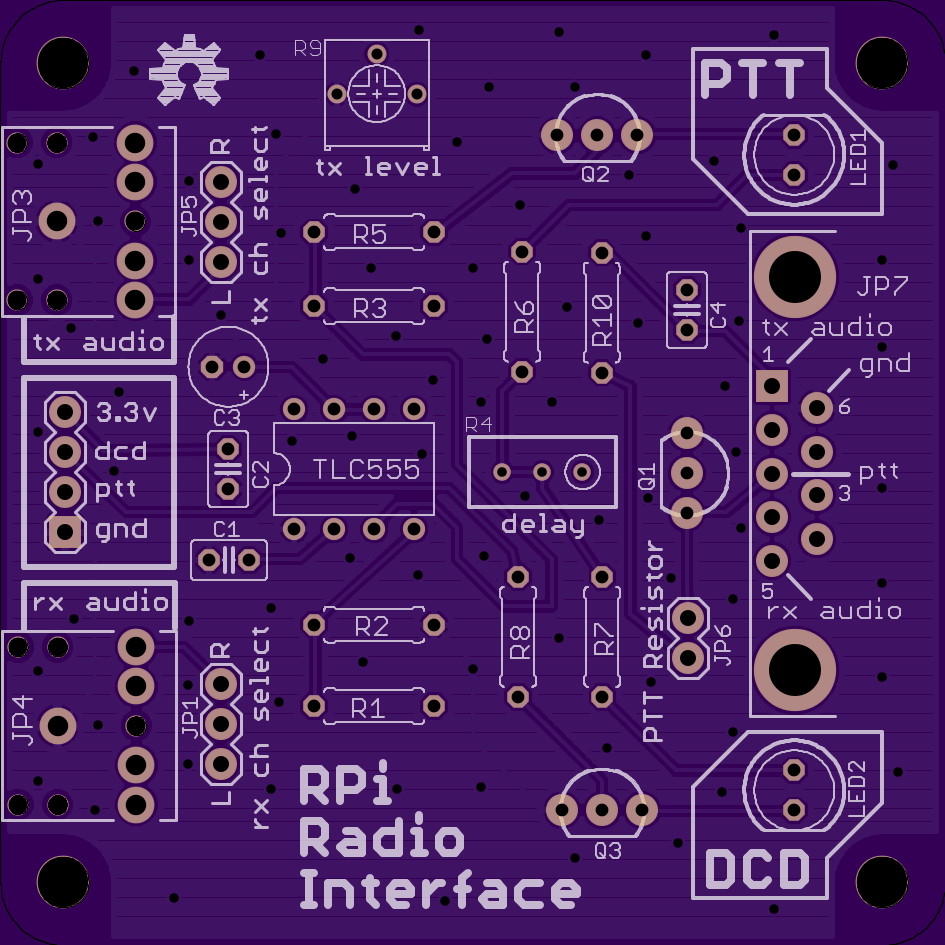 R9
PTT
tx level
Q2
LED1
R
JP3
JP5
tx ch select
R5
L
R3
R6
R10
C4
JP7
tx audio
1
gnd
tx audio
+
C3
3.3v
dcd
ptt
gnd
C2
TLC555
R4
delay
Q1
6
ptt
3
C1
5
rx audio
rx audio
PTT Resistor
R2
R8
R7
JP6
R
JP4
JP1
rx ch select
R1
L
RPi
Radio
Interface
Q3
LED2
DCD